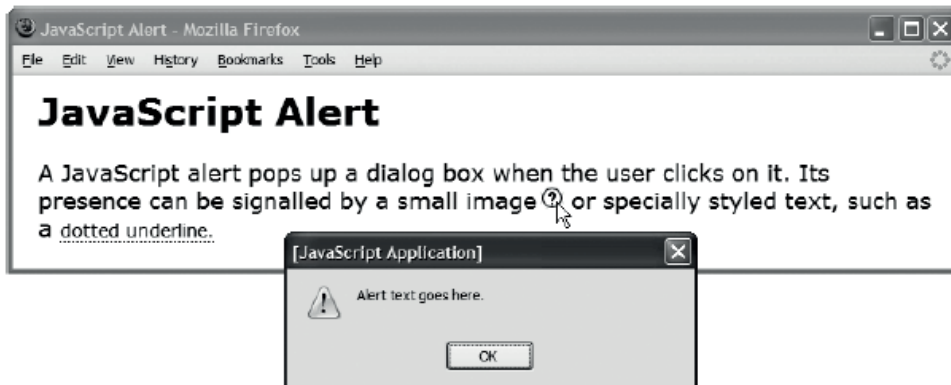 JavaScript Alert - Mozilla Firefox
File Edit View History Bookmarks Tools Help
JavaScript Alert
A JavaScript alert pops up a dialog box when the user clicks on it. Its
presence can be signalled by a small image ? or specially styled text, such as
a dotted underline.
[JavaScript Application]
Alert text goes here.
OK